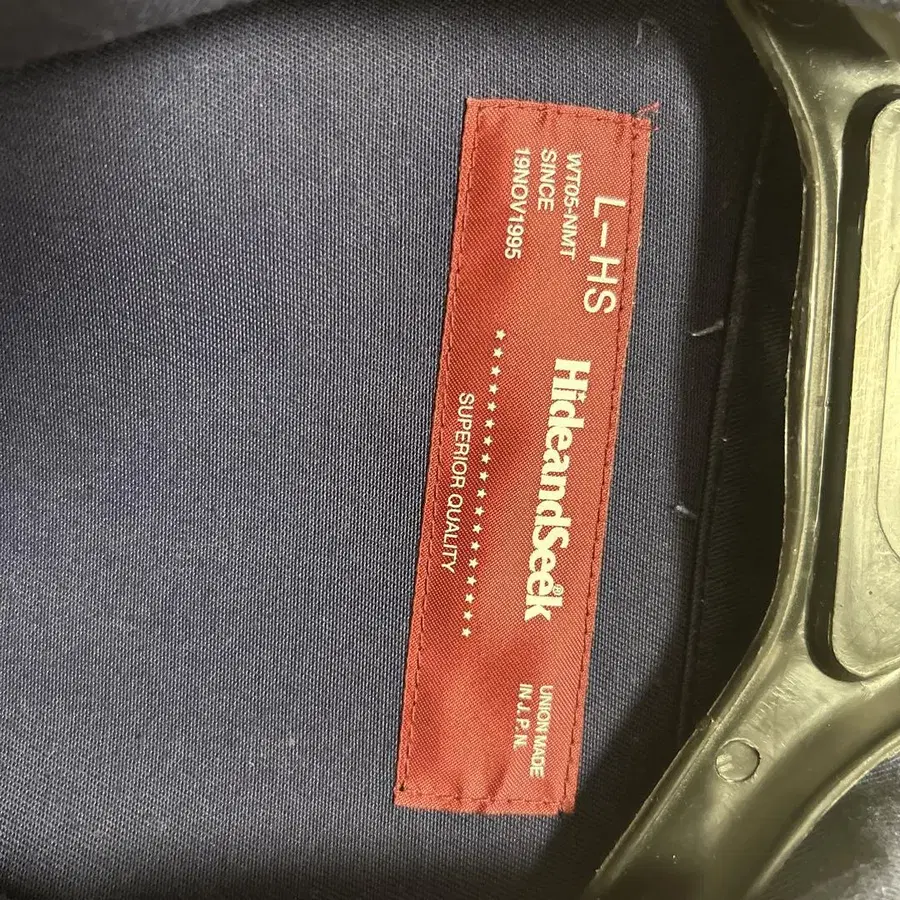 L–HS
WT05-NMT
SINCE
19NOV1995
HideandSeek®
★★★★★★★★★★★★★★★★★
SUPERIOR QUALITY
UNION MADE
IN J. P. N.